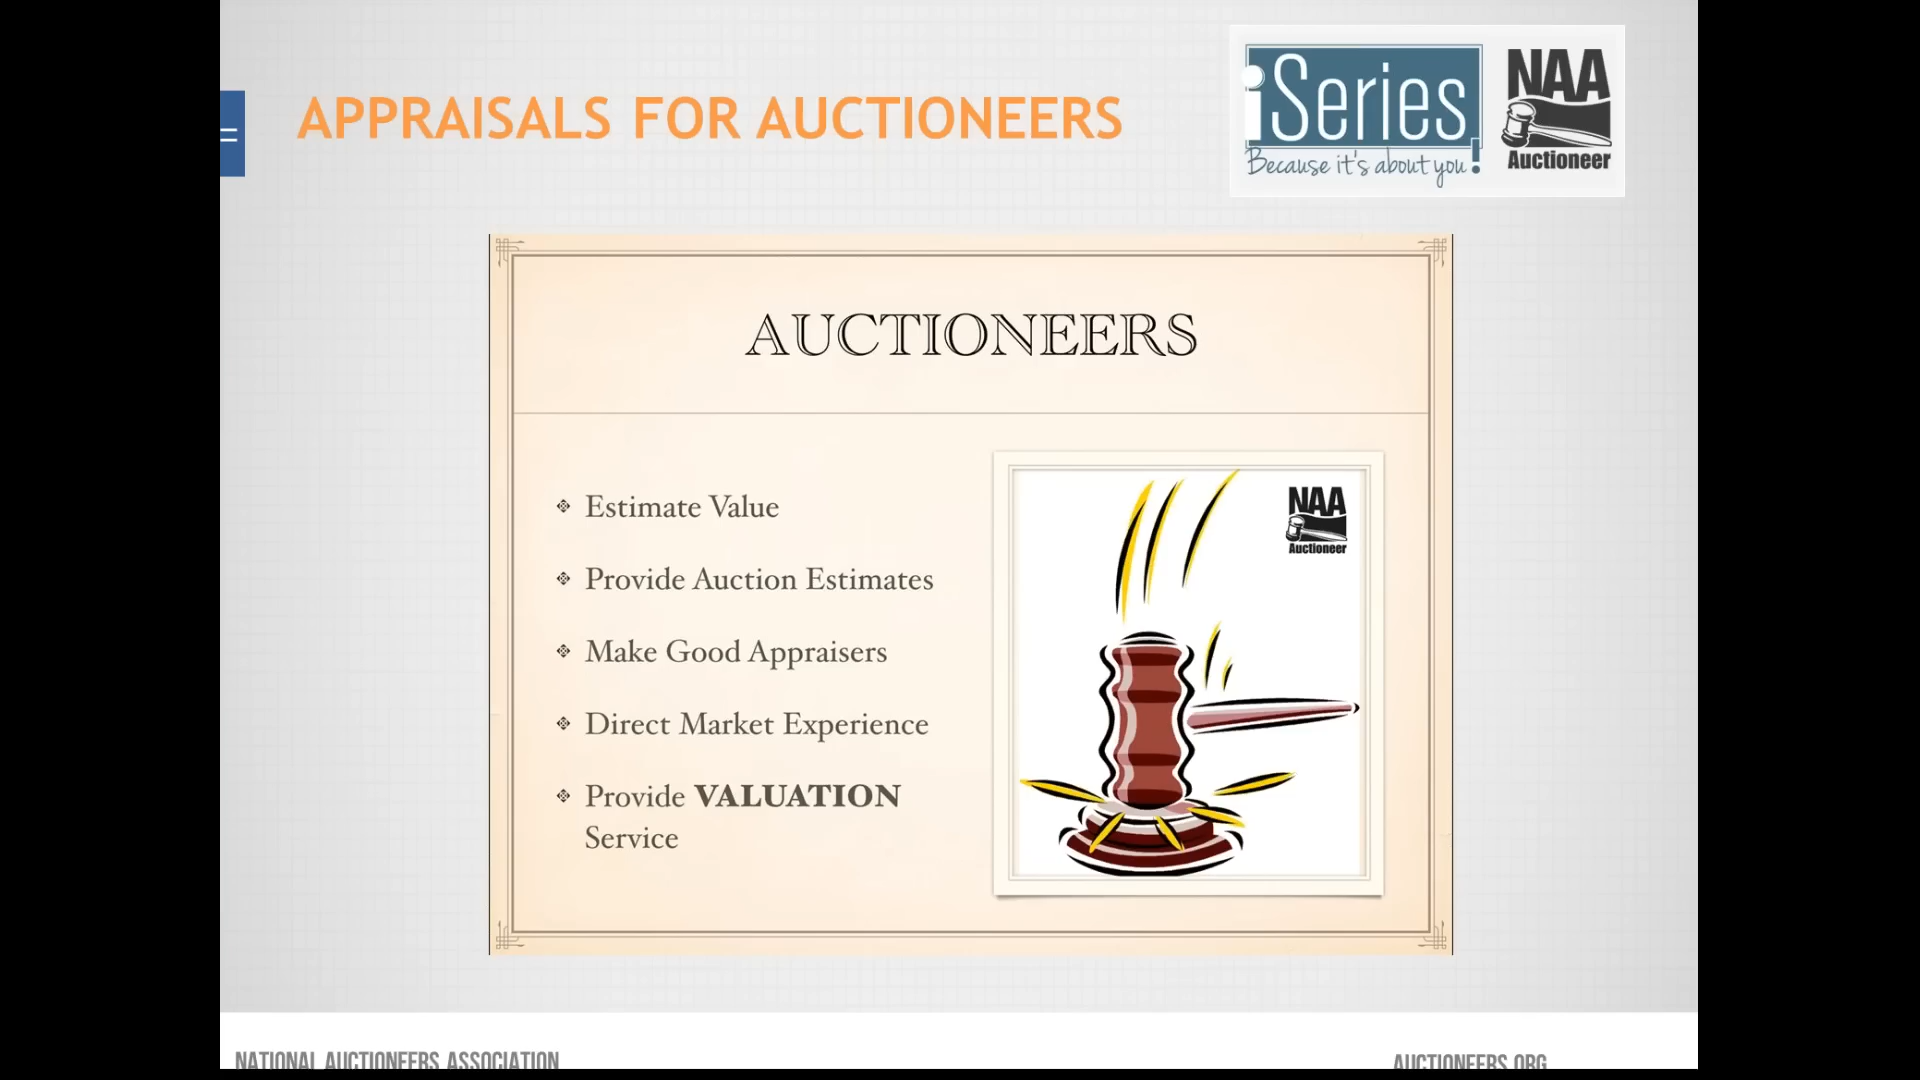 APPRAISALS FOR AUCTIONEERS
iSeries!
Because it's about you
NAA
Auctioneer
AUCTIONEERS
Estimate Value
Provide Auction Estimates
Make Good Appraisers
Direct Market Experience
Provide VALUATION
Service
NAA
Auctioneer
NATIONAL AUCTIONEERS ASSOCIATION
AUCTIONEERS.ORG